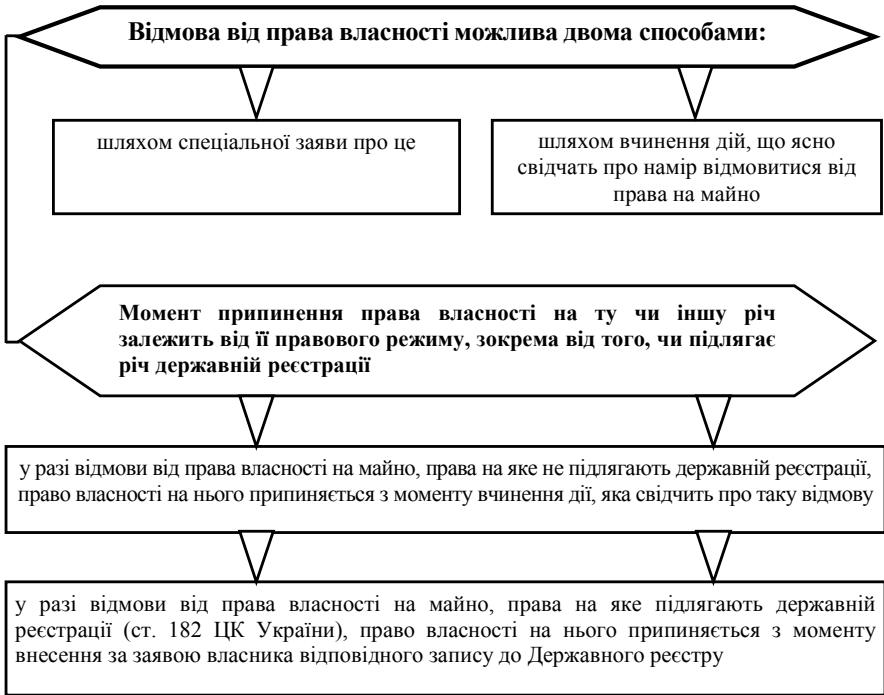 Відмова від права власності можлива двома способами:
шляхом спеціальної заяви про це
шляхом вчинення дій, що ясно
свідчать про намір відмовитися від
права на майно
Момент припинення права власності на ту чи іншу річ
залежить від її правового режиму, зокрема від того, чи підлягає
річ державній реєстрації
у разі відмови від права власності на майно, права на яке не підлягають державній реєстрації,
право власності на нього припиняється з моменту вчинення дії, яка свідчить про таку відмову
у разі відмови від права власності на майно, права на яке підлягають державній
реєстрації (ст. 182 ЦК України), право власності на нього припиняється з моменту
внесення за заявою власника відповідного запису до Державного реєстру